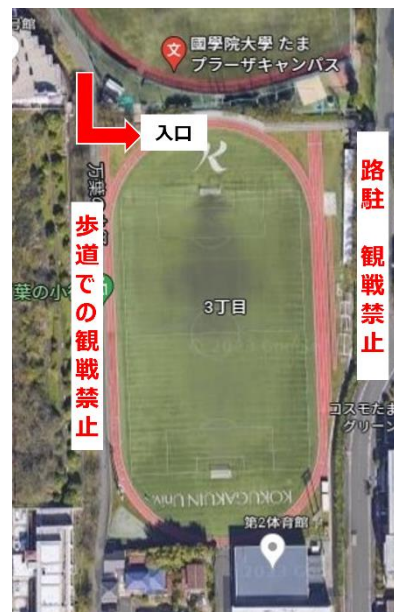 國學院大學 たま
プラーザキャンパス
入口
万葉の
葉の小
歩道での観戦禁止
路駐 観戦禁止
3丁目
コスモたま
グリーン
KOKUGAKUIN Univ.
第2体育館